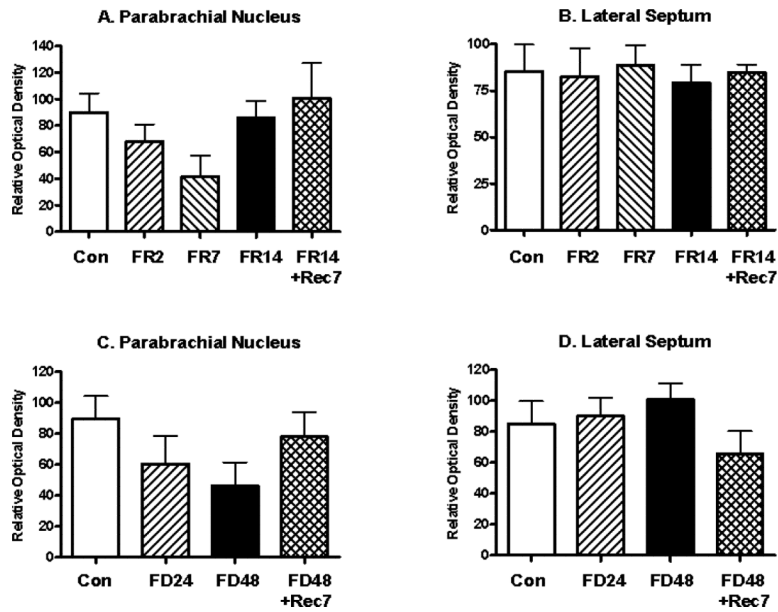 A. Parabrachial Nucleus
Relative Optical Density
140
120
100
80
60
40
20
0
Con FR2 FR7 FR14 FR14
+Rec7
B. Lateral Septum
Relative Optical Density
100
75
50
25
0
Con FR2 FR7 FR14 FR14
+Rec7
C. Parabrachial Nucleus
Relative Optical Density
120
100
80
60
40
20
0
Con FD24 FD48 FD48
+Rec7
D. Lateral Septum
Relative Optical Density
120
100
80
60
40
20
0
Con FD24 FD48 FD48
+Rec7